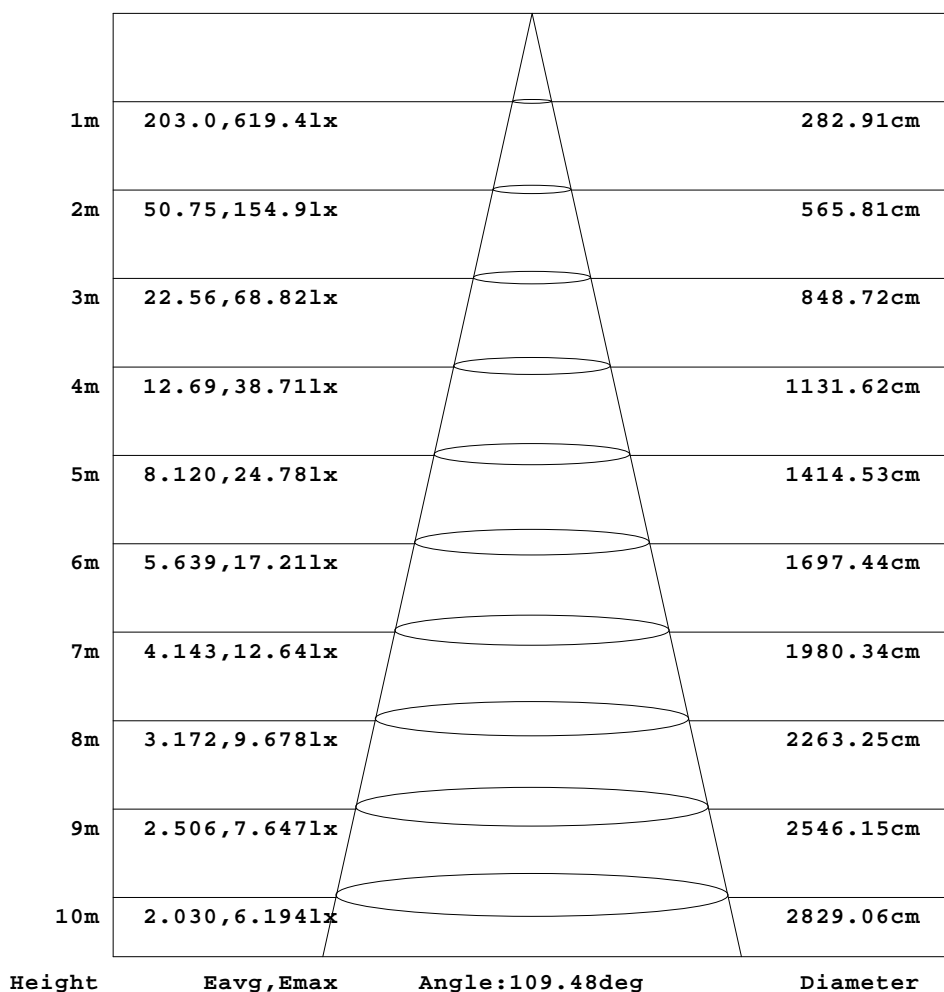 1m 203.0,619.4lx 282.91cm
2m 50.75,154.9lx 565.81cm
3m 22.56,68.82lx 848.72cm
4m 12.69,38.71lx 1131.62cm
5m 8.120,24.78lx 1414.53cm
6m 5.639,17.21lx 1697.44cm
7m 4.143,12.64lx 1980.34cm
8m 3.172,9.678lx 2263.25cm
9m 2.506,7.647lx 2546.15cm
10m 2.030,6.194lx 2829.06cm
Height Eavg,Emax Angle:109.48deg Diameter